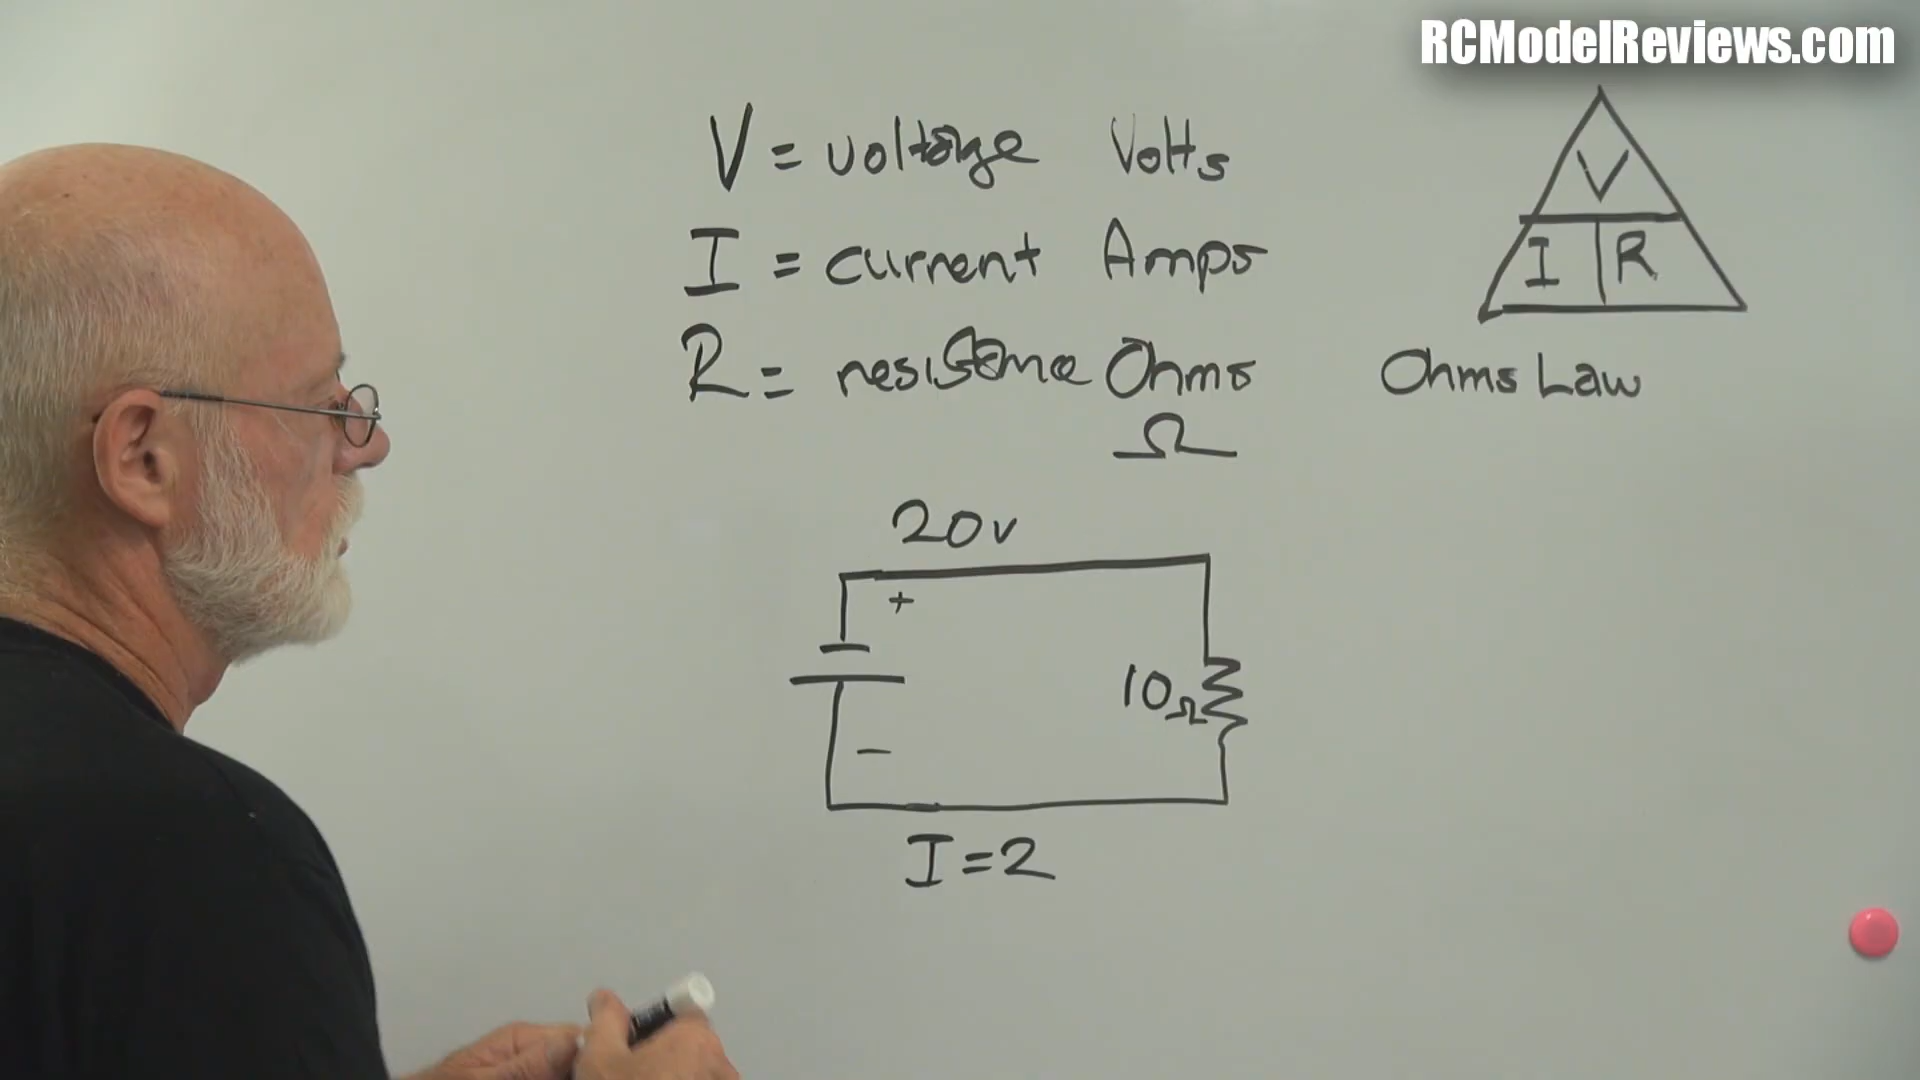 RCModelReviews.com
V = voltage Volts
I = current Amps
R = resistance Ohms
Ω
V
I R
Ohms Law
20v
+
10Ω
−
I = 2